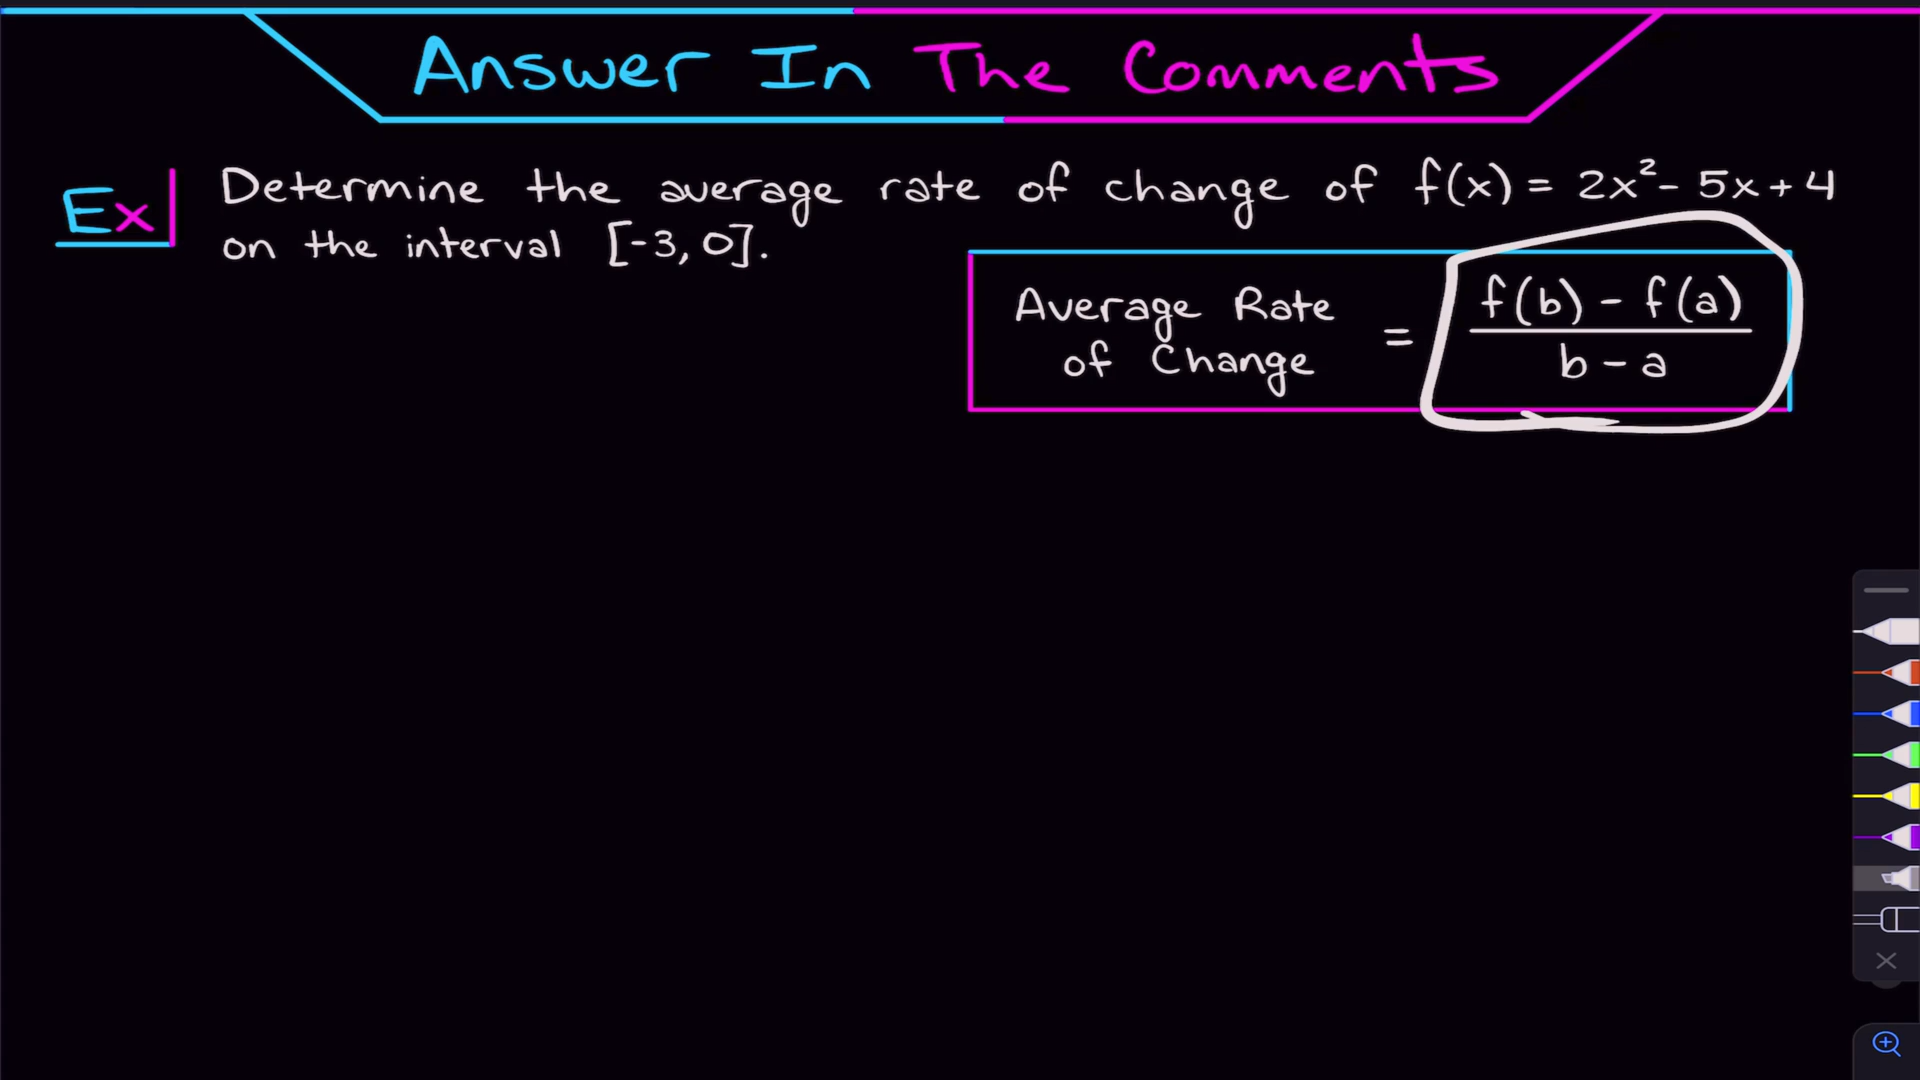 Answer In The Comments
Ex Determine the average rate of change of f(x) = 2x² - 5x + 4
on the interval [-3, 0].
Average Rate of Change = f(b) - f(a) / b - a